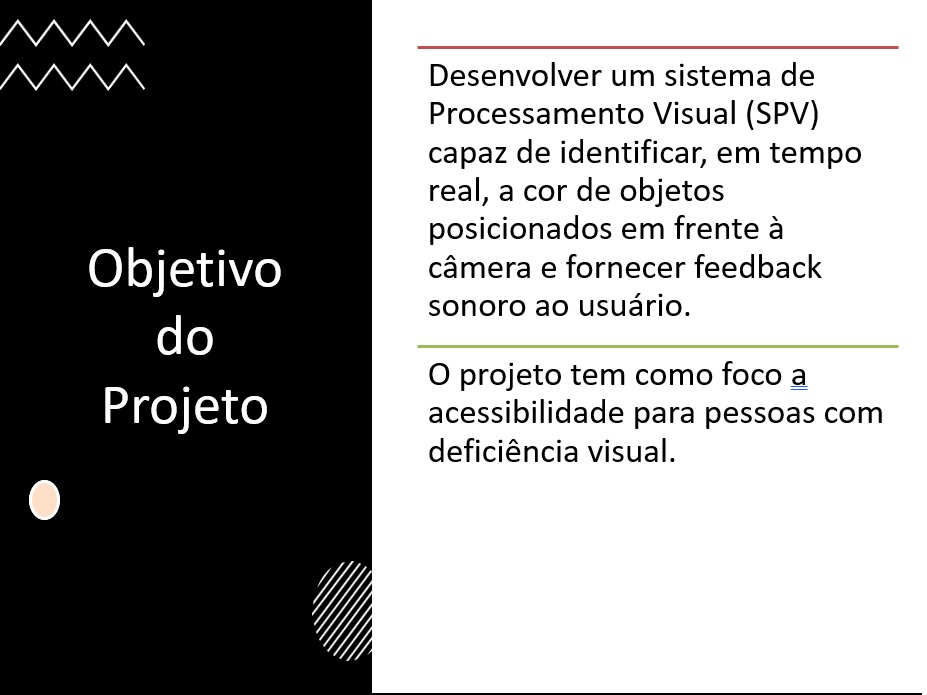 Objetivo
do
Projeto
Desenvolver um sistema de
Processamento Visual (SPV)
capaz de identificar, em tempo
real, a cor de objetos
posicionados em frente à
câmera e fornecer feedback
sonoro ao usuário.
O projeto tem como foco a
acessibilidade para pessoas com
deficiência visual.